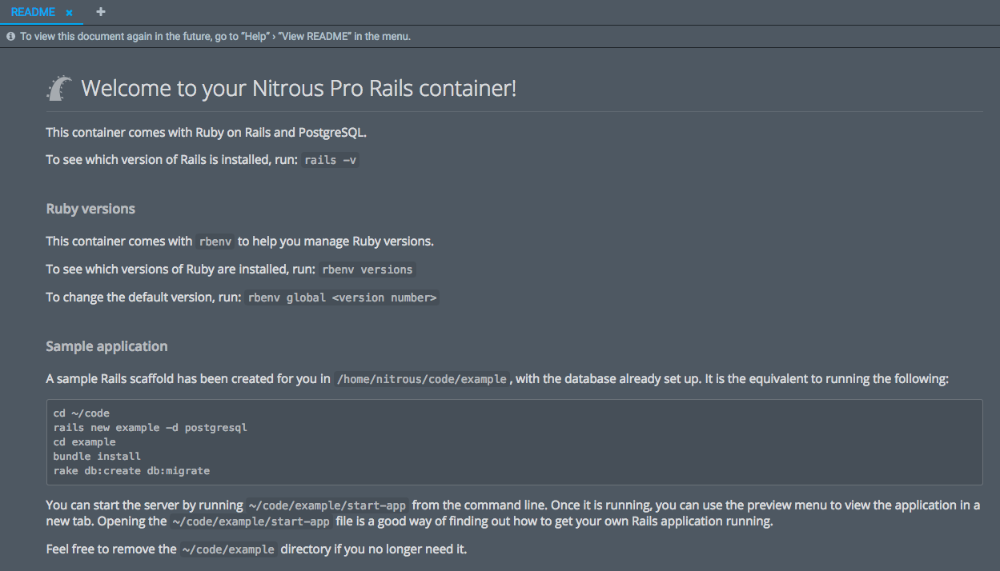 README × +
To view this document again in the future, go to "Help" › "View README" in the menu.
Welcome to your Nitrous Pro Rails container!
This container comes with Ruby on Rails and PostgreSQL.
To see which version of Rails is installed, run: rails -v
Ruby versions
This container comes with rbenv to help you manage Ruby versions.
To see which versions of Ruby are installed, run: rbenv versions
To change the default version, run: rbenv global <version number>
Sample application
A sample Rails scaffold has been created for you in /home/nitrous/code/example, with the database already set up. It is the equivalent to running the following:
cd ~/code
rails new example -d postgresql
cd example
bundle install
rake db:create db:migrate
You can start the server by running ~/code/example/start-app from the command line. Once it is running, you can use the preview menu to view the application in a
new tab. Opening the ~/code/example/start-app file is a good way of finding out how to get your own Rails application running.
Feel free to remove the ~/code/example directory if you no longer need it.